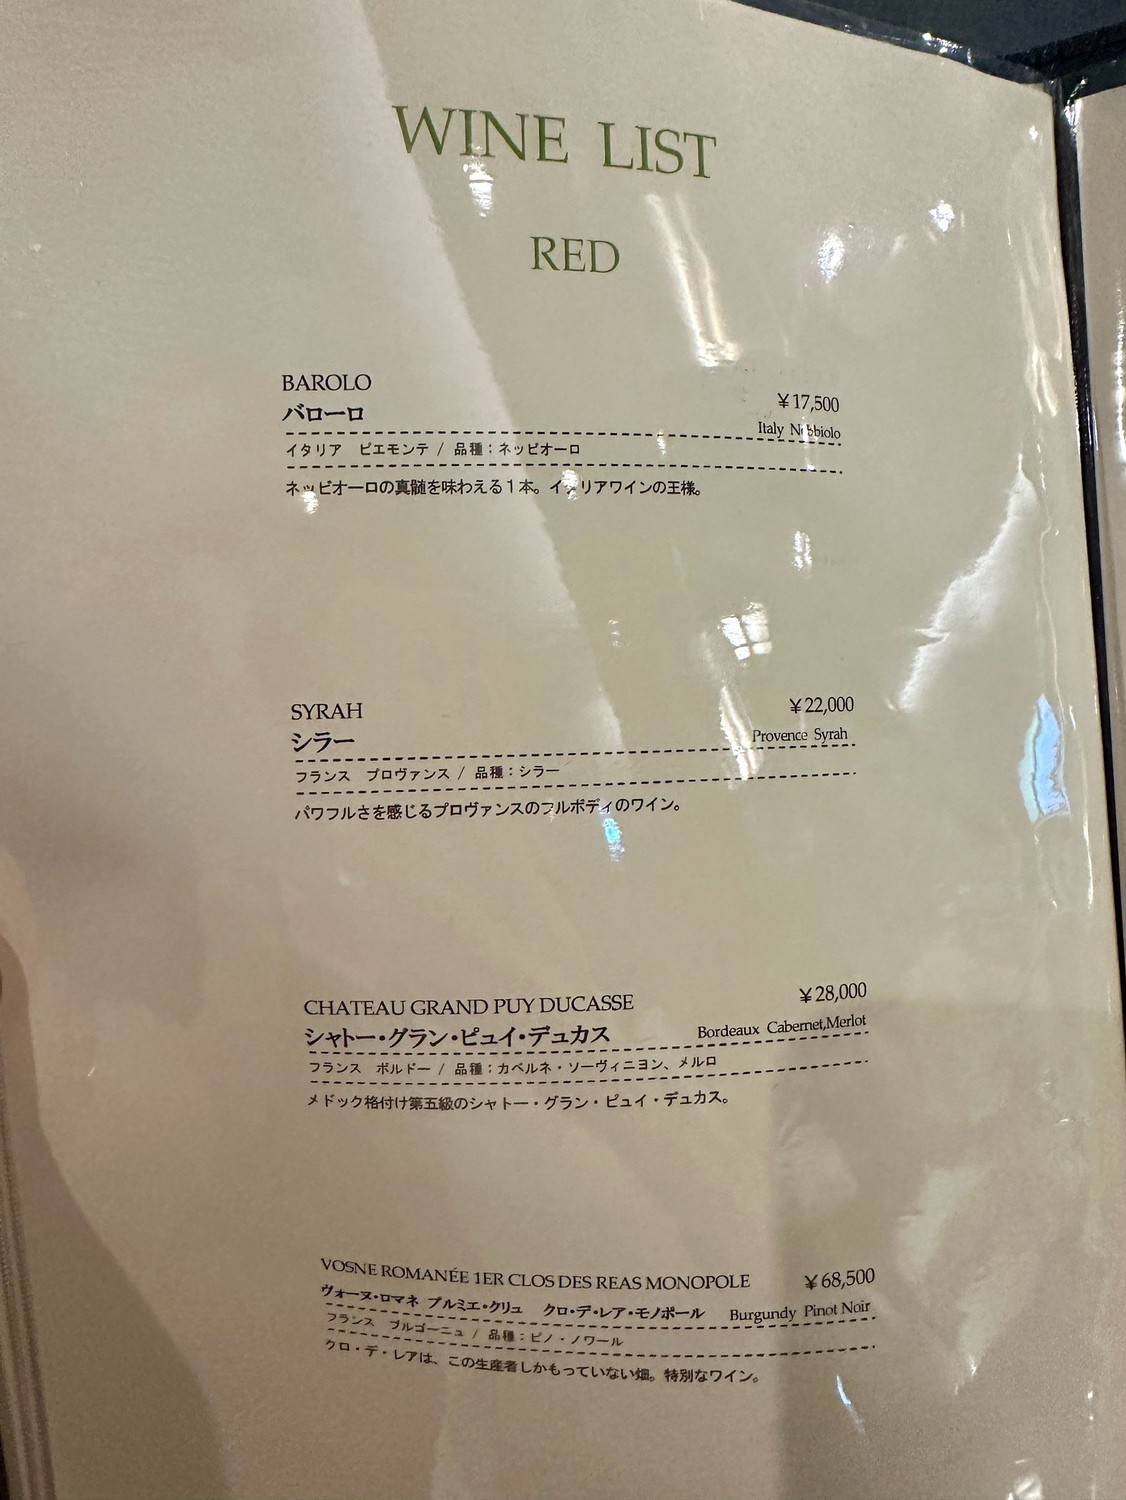 WINE LIST
RED
BAROLO
¥17,500
バローロ
Italy Nebbiolo
イタリア ピエモンテ / 品種：ネッビオーロ
ネッビオーロの真髄を味わえる1本。イタリアワインの王様。
SYRAH
¥22,000
シラー
Provence Syrah
フランス プロヴァンス / 品種：シラー
パワフルさを感じるプロヴァンスのフルボディのワイン。
CHATEAU GRAND PUY DUCASSE
¥28,000
シャトー・グラン・ピュイ・デュカス
Bordeaux Cabernet,Merlot
フランス ボルドー / 品種：カベルネ・ソーヴィニヨン、メルロ
メドック格付け第五級のシャトー・グラン・ピュイ・デュカス。
VOSNE ROMANÉE 1ER CLOS DES REAS MONOPOLE
¥68,500
ヴォーヌ・ロマネ プルミエ・クリュ クロ・デ・レア・モノポール
Burgundy Pinot Noir
フランス ブルゴーニュ / 品種：ピノ・ノワール
クロ・デ・レアは、この生産者しかもっていない畑。特別なワイン。